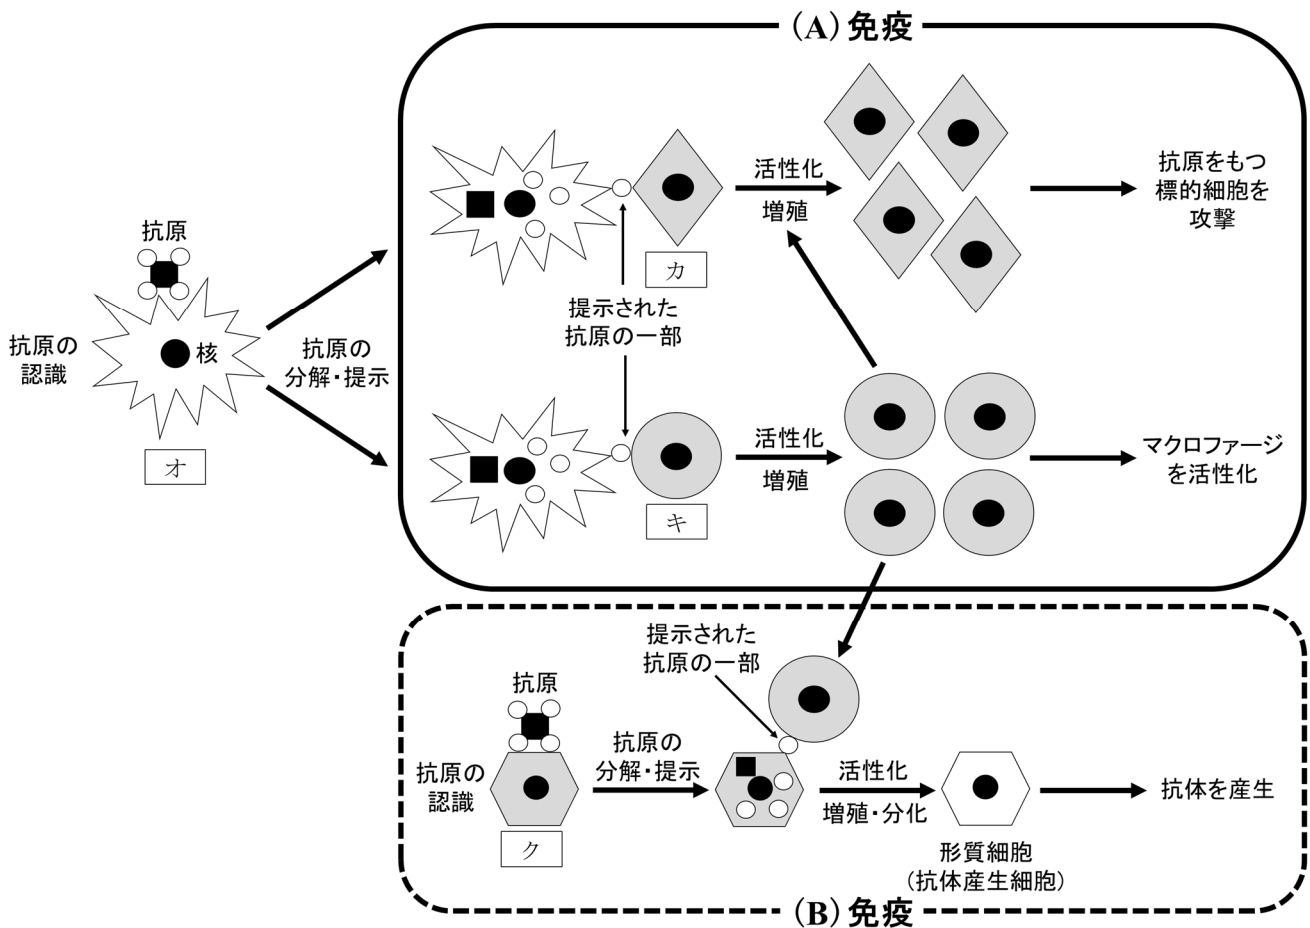 （A）免疫
抗原
抗原の
認識
核
オ
抗原の
分解・提示
カ
提示された
抗原の一部
キ
活性化
増殖
抗原をもつ
標的細胞を
攻撃
活性化
増殖
マクロファージ
を活性化
提示された
抗原の一部
抗原
抗原の
認識
ク
抗原の
分解・提示
活性化
増殖・分化
形質細胞
（抗体産生細胞）
抗体を産生
（B）免疫